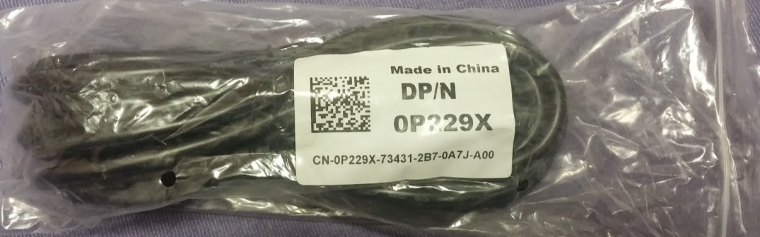 Made in China
DP/N
0P229X
CN-0P229X-73431-2B7-0A7J-A00